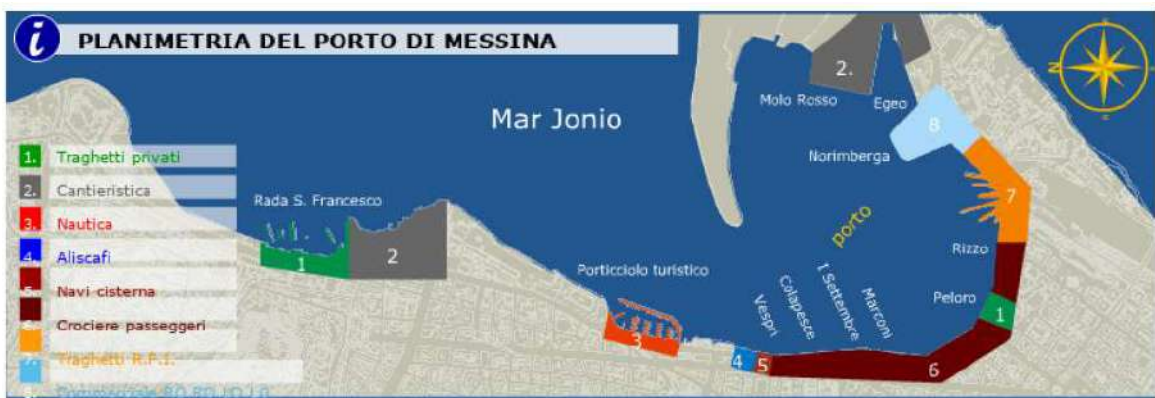 i PLANIMETRIA DEL PORTO DI MESSINA
2.
Molo Rosso
Egeo
Mar Jonio
8
Norimberga
1. Traghetti privati
2. Cantieristica
3. Nautica
4. Aliscafi
5. Navi cisterna
Crociere passeggeri
Traghetti R.F.I.
Rada S. Francesco
1
2
7
porto
Rizzo
Porticciolo turistico
Vespri
Colapesce
I Settembre
Marconi
Peloro
1
3
4
5
6